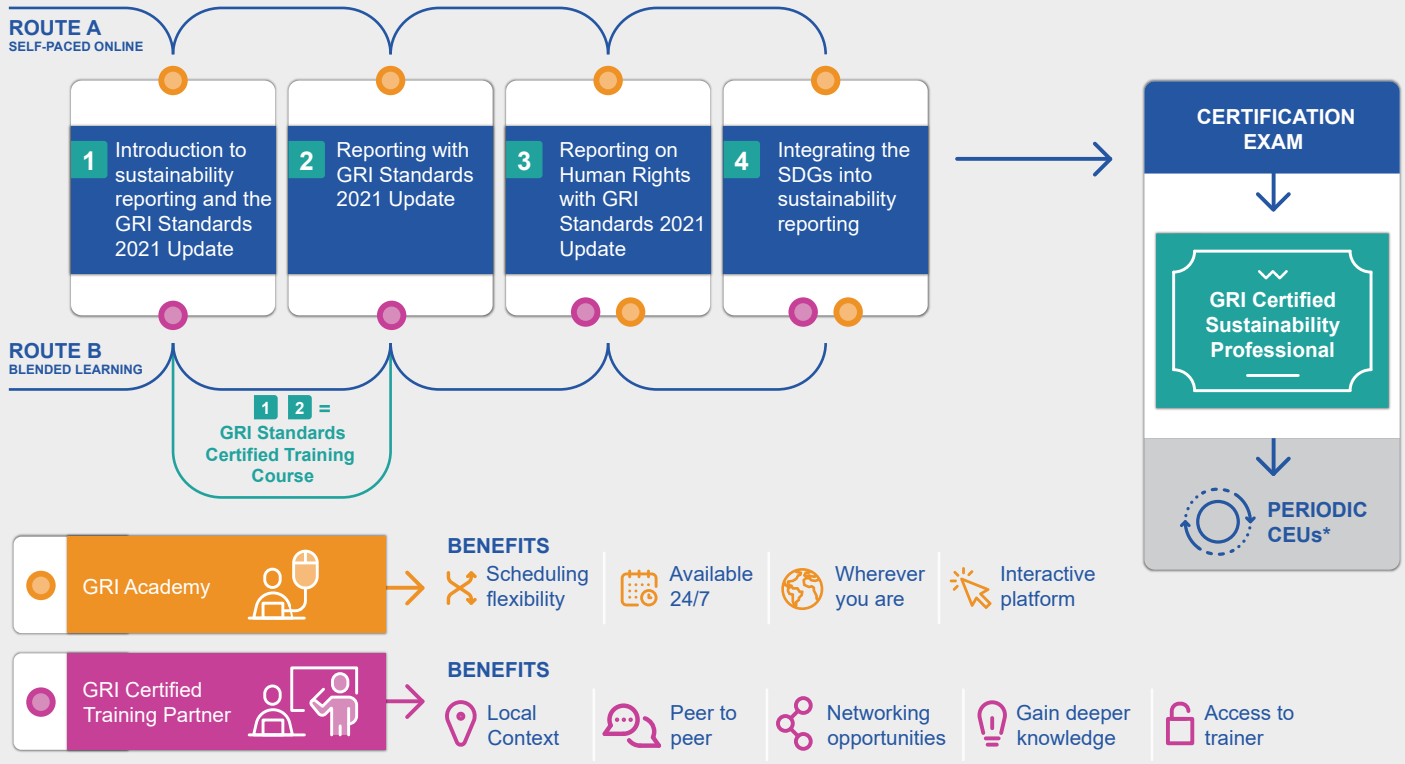 ROUTE A
SELF-PACED ONLINE
1
Introduction to
sustainability
reporting and the
GRI Standards
2021 Update
2
Reporting with
GRI Standards
2021 Update
3
Reporting on
Human Rights
with GRI
Standards 2021
Update
4
Integrating the
SDGs into
sustainability
reporting
CERTIFICATION
EXAM
GRI Certified
Sustainability
Professional
PERIODIC
CEUs*
ROUTE B
BLENDED LEARNING
1 2 =
GRI Standards
Certified Training
Course
GRI Academy
BENEFITS
Scheduling
flexibility
Available
24/7
Wherever
you are
Interactive
platform
GRI Certified
Training Partner
BENEFITS
Local
Context
Peer to
peer
Networking
opportunities
Gain deeper
knowledge
Access to
trainer